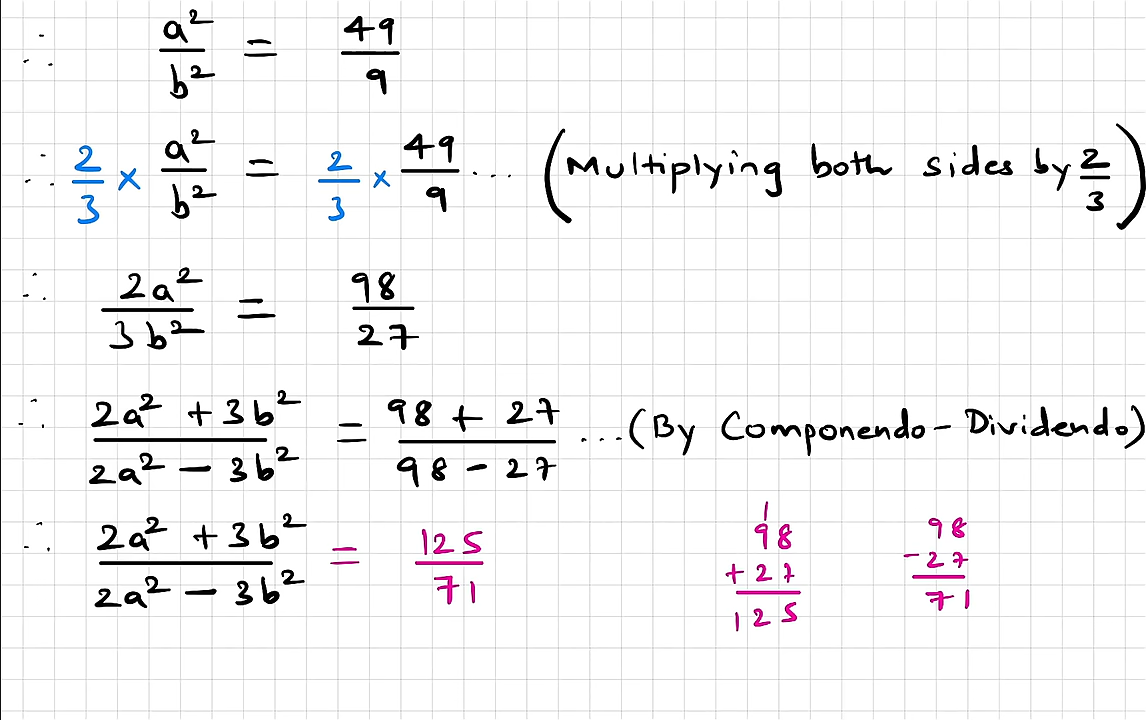 ∴ a²/b² = 49/9
∴ 2/3 × a²/b² = 2/3 × 49/9 ... (Multiplying both sides by 2/3)
∴ 2a²/3b² = 98/27
∴ (2a² + 3b²)/(2a² − 3b²) = (98 + 27)/(98 − 27) ... (By Componendo - Dividendo)
∴ (2a² + 3b²)/(2a² − 3b²) = 125/71
1
98
+27
125
98
-27
71